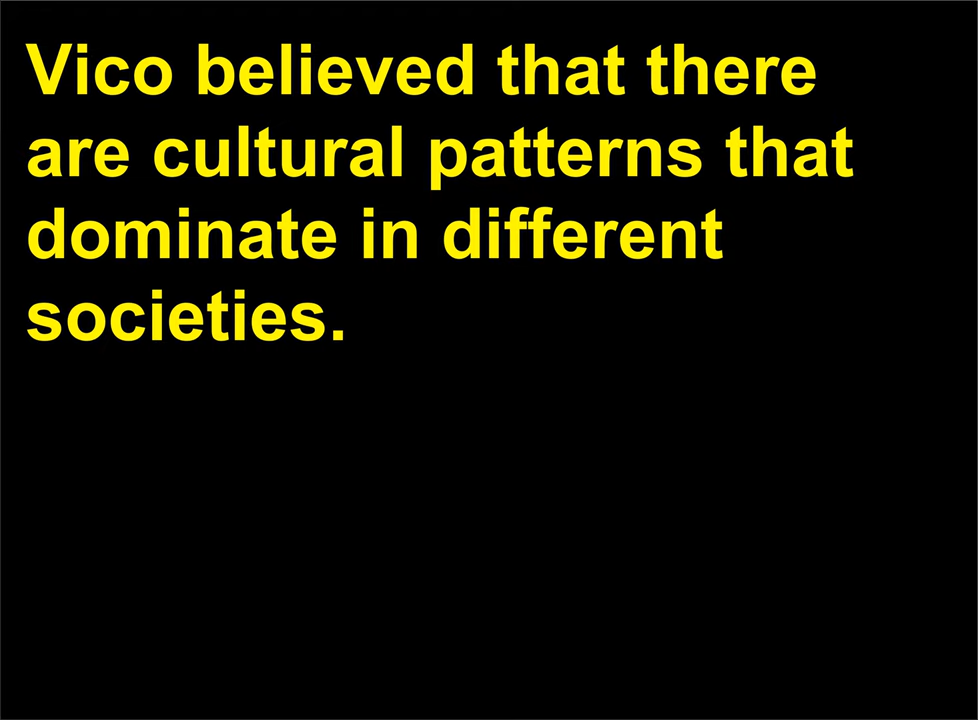 Vico believed that there
are cultural patterns that
dominate in different
societies.